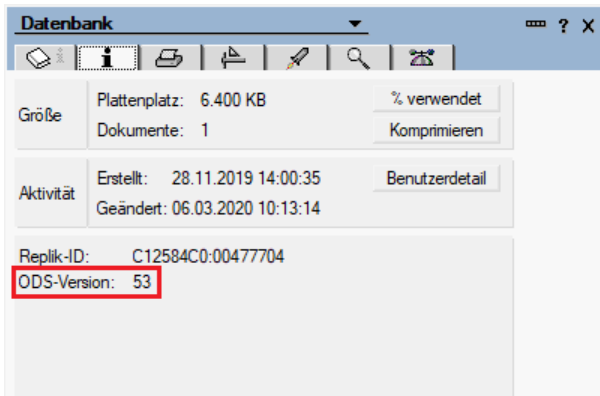 Datenbank
?
X
i
Größe
Plattenplatz: 6.400 KB
% verwendet
Dokumente: 1
Komprimieren
Aktivität
Erstellt: 28.11.2019 14:00:35
Benutzerdetail
Geändert: 06.03.2020 10:13:14
Replik-ID: C12584C0:00477704
ODS-Version: 53